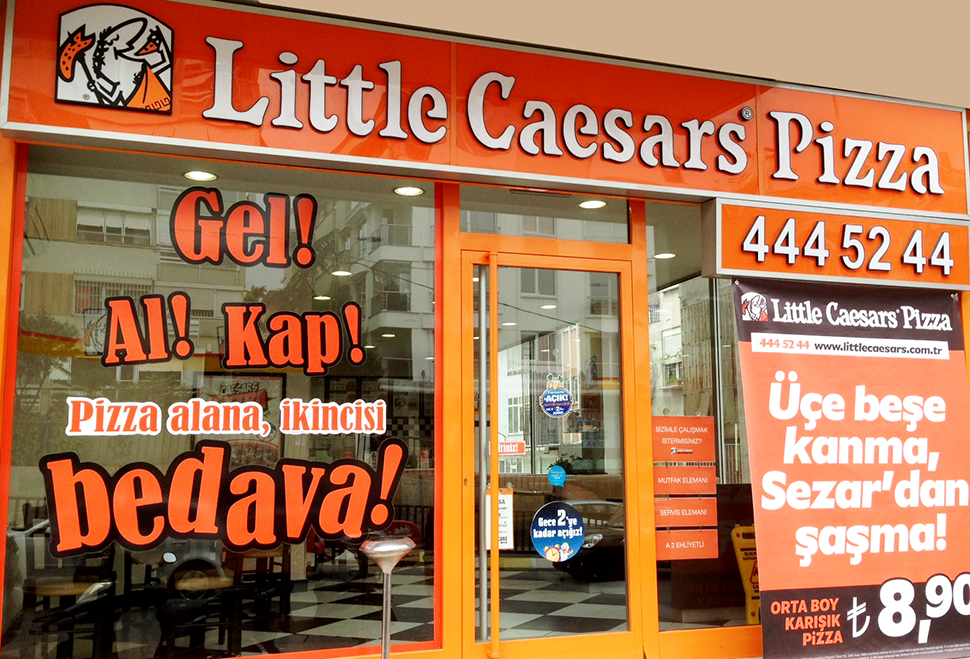 Little Caesars® Pizza
444 52 44
Gel!
Al! Kap!
Pizza alana, ikincisi
bedava!
AÇIK!
Gece 2'ye
kadar açığız!
BİZİMLE ÇALIŞMAK
İSTERMİSİNİZ?
MUTFAK ELEMANI
SERVİS ELEMANI
A 2 EHLİYETLİ
Little Caesars® Pizza
444 52 44 www.littlecaesars.com.tr
Üçe beşe
kanma,
Sezar'dan
şaşma!
ORTA BOY
KARIŞIK
PİZZA
₺8,90